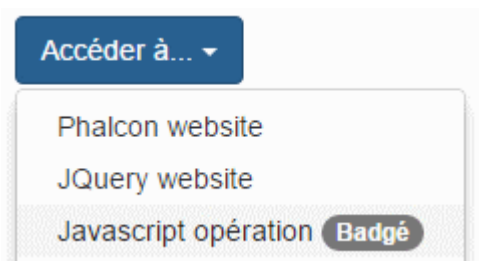 Accéder à...
Phalcon website
JQuery website
Javascript opération Badgé